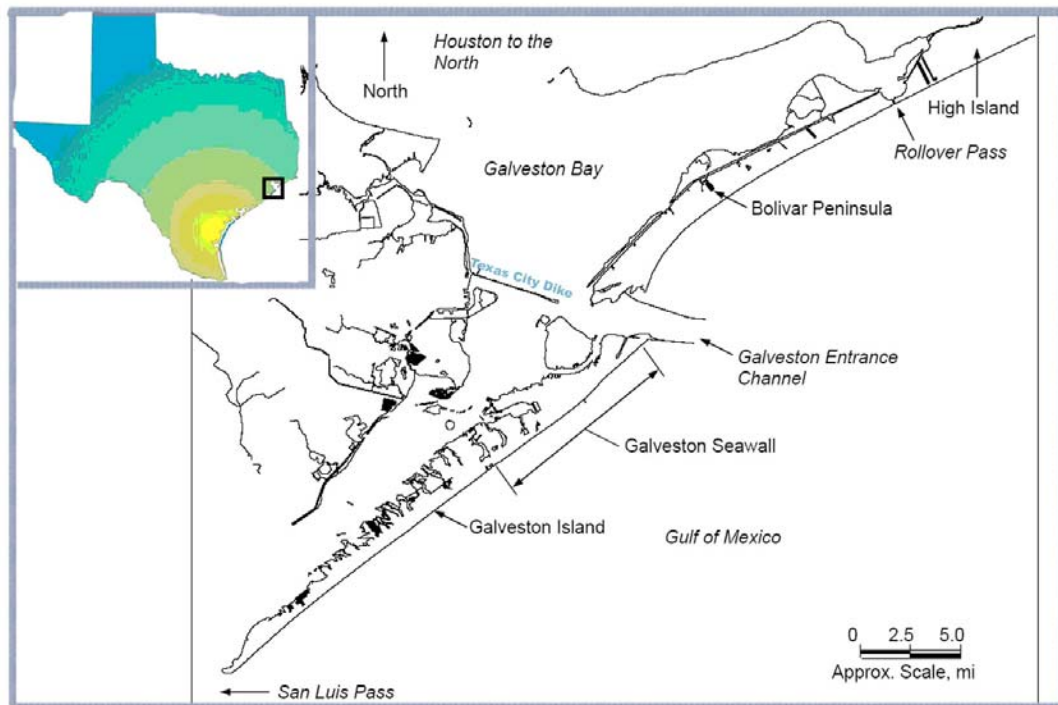 Houston to the
North
North
High Island
Galveston Bay
Rollover Pass
Bolivar Peninsula
Texas City Dike
Galveston Entrance
Channel
Galveston Seawall
Galveston Island
Gulf of Mexico
0 2.5 5.0
Approx. Scale, mi
San Luis Pass